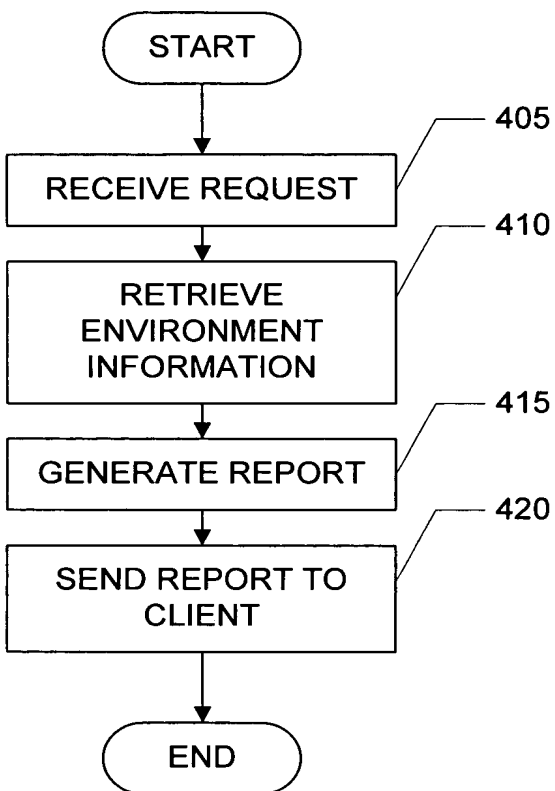 START
405
RECEIVE REQUEST
410
RETRIEVE
ENVIRONMENT
INFORMATION
415
GENERATE REPORT
420
SEND REPORT TO
CLIENT
END